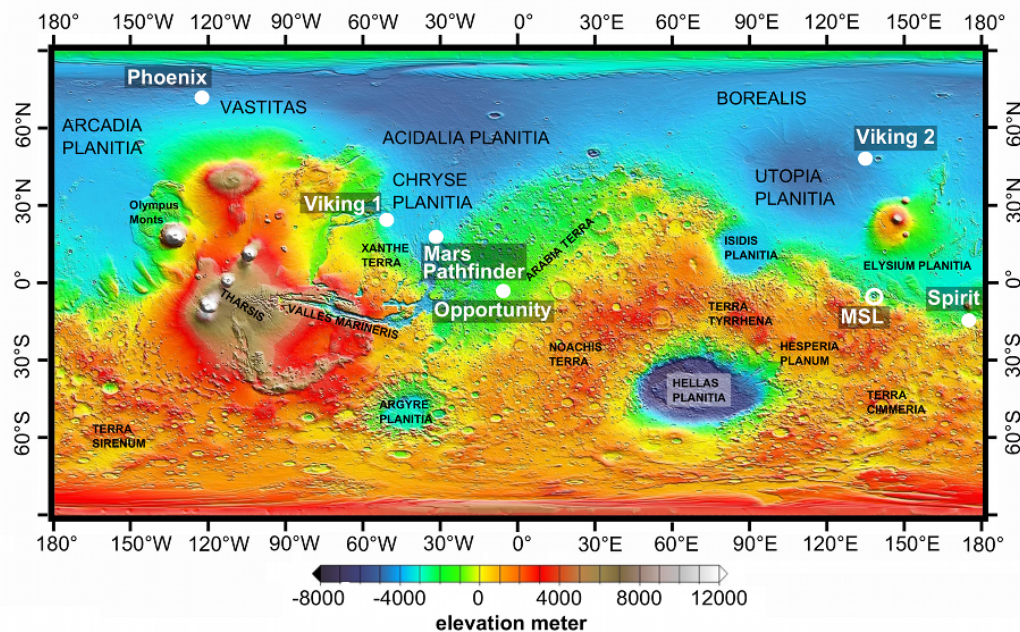 180° 150°W 120°W 90°W 60°W 30°W 0° 30°E 60°E 90°E 120°E 150°E 180°
Phoenix
VASTITAS
BOREALIS
60°N
60°N
ARCADIA
PLANITIA
ACIDALIA PLANITIA
Viking 2
CHRYSE
PLANITIA
UTOPIA
PLANITIA
30°N
30°N
Olympus
Monts
Viking 1
XANTHE
TERRA
Mars
Pathfinder
ARABIA TERRA
ISIDIS
PLANITIA
ELYSIUM PLANITIA
0°
0°
THARSIS
VALLES MARINERIS
Opportunity
TERRA
TYRRHENA
MSL
Spirit
NOACHIS
TERRA
HESPERIA
PLANUM
30°S
30°S
ARGYRE
PLANITIA
HELLAS
PLANITIA
TERRA
CIMMERIA
TERRA
SIRENUM
60°S
60°S
180° 150°W 120°W 90°W 60°W 30°W 0° 30°E 60°E 90°E 120°E 150°E 180°
-8000 -4000 0 4000 8000 12000
elevation meter